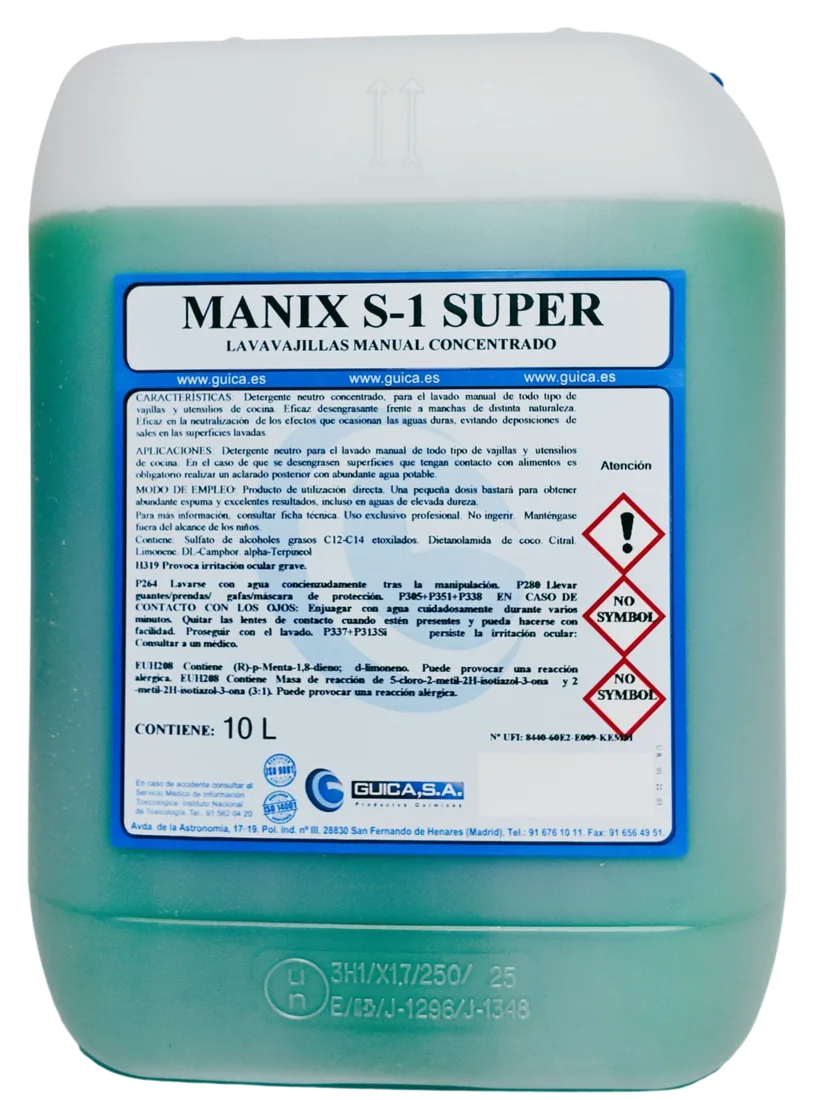 MANIX S-1 SUPER
LAVAVAJILLAS MANUAL CONCENTRADO
www.guica.es www.guica.es www.guica.es
CARACTERÍSTICAS: Detergente neutro concentrado, para el lavado manual de todo tipo de
vajillas y utensilios de cocina. Eficaz desengrasante frente a manchas de distinta naturaleza.
Eficaz en la neutralización de los efectos que ocasionan las aguas duras, evitando deposiciones de
sales en las superficies lavadas.
APLICACIONES: Detergente neutro para el lavado manual de todo tipo de vajillas y utensilios
de cocina. En el caso de que se desengrasen superficies que tengan contacto con alimentos es
obligatorio realizar un aclarado posterior con abundante agua potable.
MODO DE EMPLEO: Producto de utilización directa. Una pequeña dosis bastará para obtener
abundante espuma y excelentes resultados, incluso en aguas de elevada dureza.
Para más información, consultar ficha técnica. Uso exclusivo profesional. No ingerir. Manténgase
fuera del alcance de los niños.
Contiene: Sulfato de alcoholes grasos C12-C14 etoxilados. Dietanolamida de coco. Citral.
Limonene. DL-Camphor. alpha-Terpineol
H319 Provoca irritación ocular grave.
P264 Lavarse con agua concienzudamente tras la manipulación. P280 Llevar
guantes/prendas/ gafas/máscara de protección. P305+P351+P338 EN CASO DE
CONTACTO CON LOS OJOS: Enjuagar con agua cuidadosamente durante varios
minutos. Quitar las lentes de contacto cuando estén presentes y pueda hacerse con
facilidad. Proseguir con el lavado. P337+P313Si persiste la irritación ocular:
Consultar a un médico.
EUH208 Contiene (R)-p-Menta-1,8-dieno; d-limoneno. Puede provocar una reacción
alérgica. EUH208 Contiene Masa de reacción de 5-cloro-2-metil-2H-isotiazol-3-ona y 2
-metil-2H-isotiazol-3-ona (3:1). Puede provocar una reacción alérgica.
Atención
NO
SYMBOL
NO
SYMBOL
CONTIENE: 10 L
Nº UFI: 8440-60E2-E009-KEM81
ISO 9001
ISO 14001
GUICA,S.A.
Productos Químicos
En caso de accidente consultar al
Servicio Médico de Información
Toxicológica Instituto Nacional
de Toxicología. Tel.: 91 562 04 20
Avda. de la Astronomía, 17-19. Pol. Ind. nº III. 28830 San Fernando de Henares (Madrid). Tel.: 91 676 10 11. Fax: 91 656 49 51.
un
3H1/X1,7/250/ 25
E/J-1296/J-1348